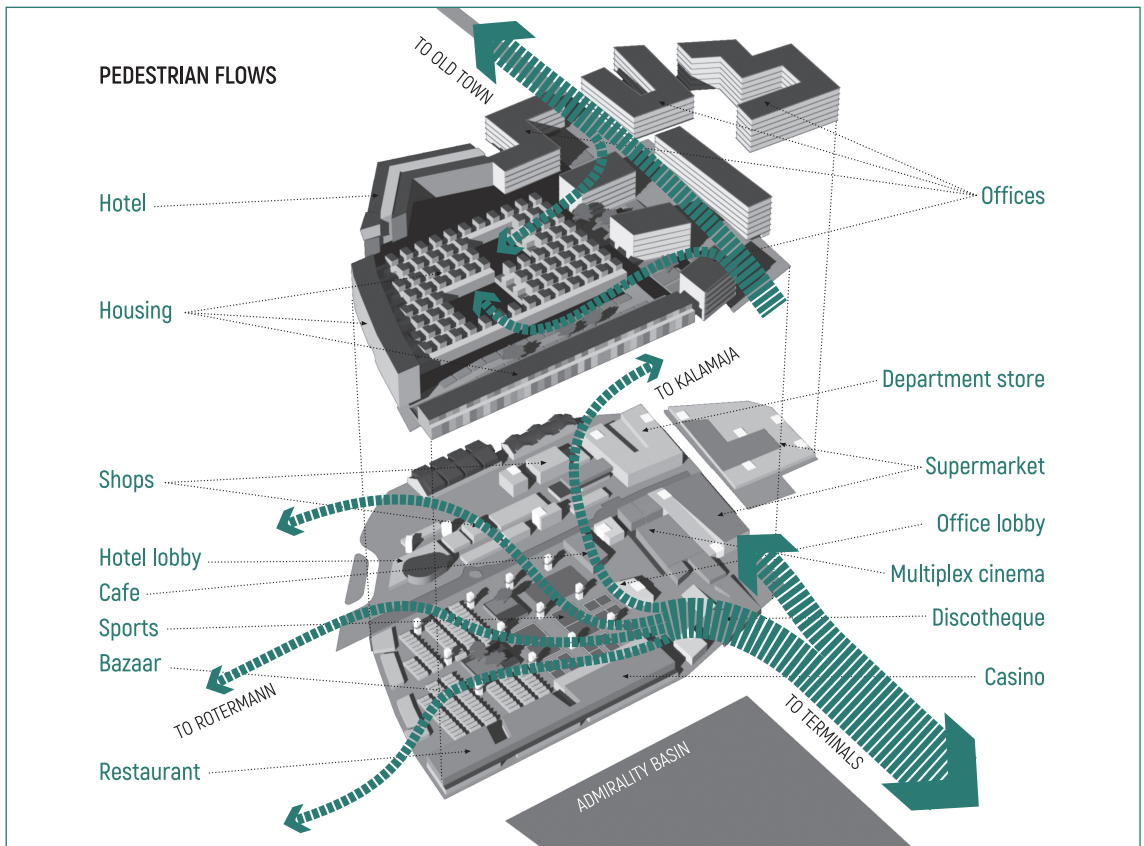 PEDESTRIAN FLOWS
TO OLD TOWN
Hotel
Offices
Housing
TO KALAMAJA
Department store
Shops
Supermarket
Office lobby
Hotel lobby
Multiplex cinema
Cafe
Discotheque
Sports
Bazaar
Casino
TO ROTERMANN
TO TERMINALS
Restaurant
ADMIRALITY BASIN